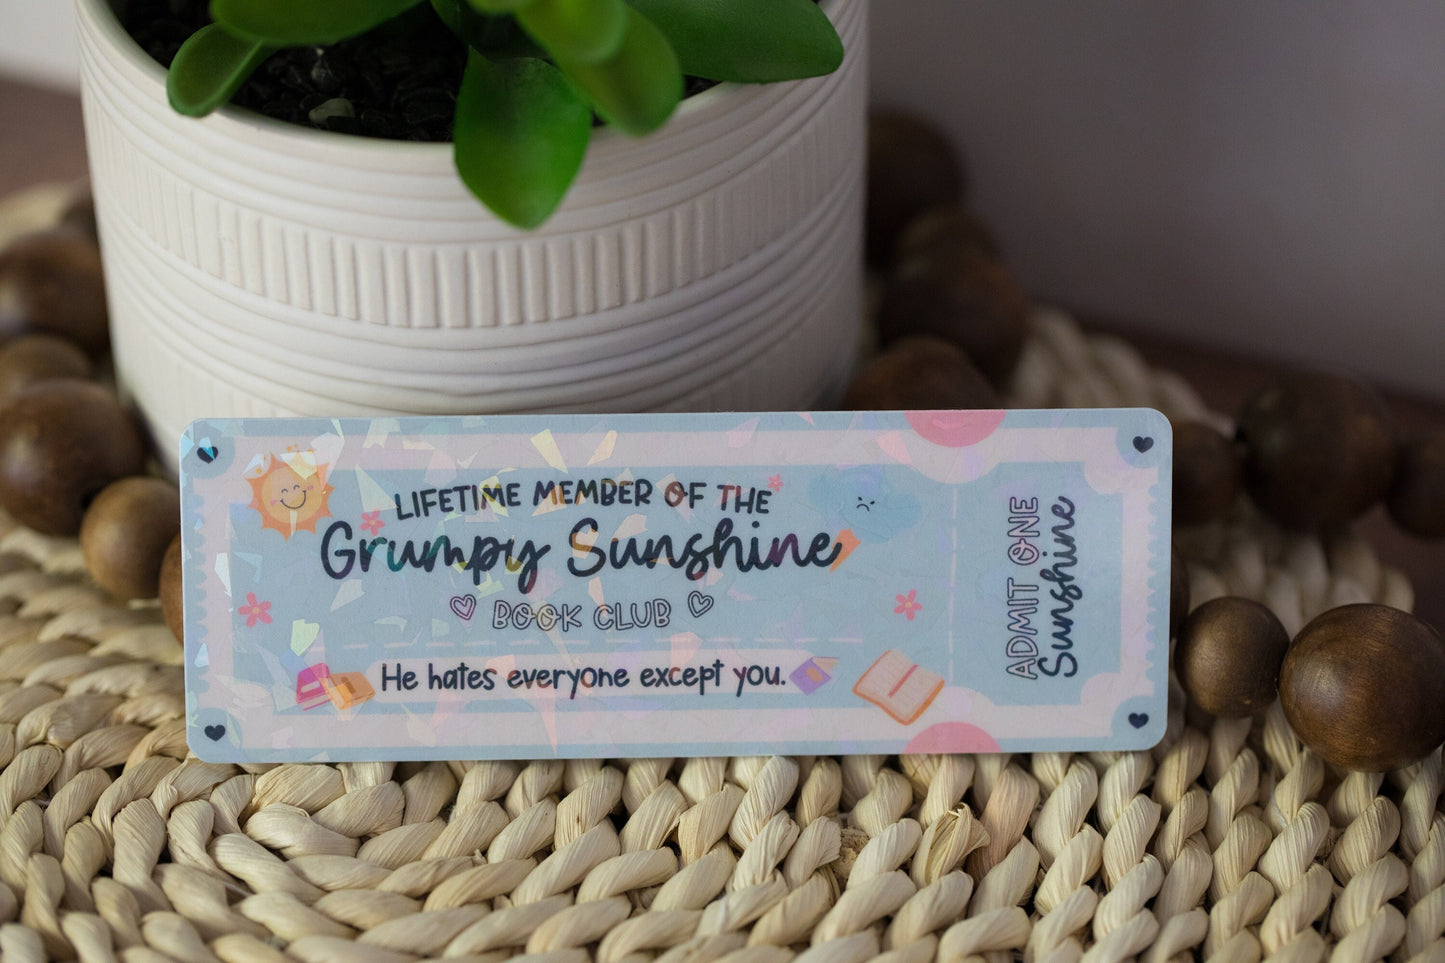 LIFETIME MEMBER OF THE
Grumpy Sunshine
BOOK CLUB
He hates everyone except you.
ADMIT ONE
Sunshine